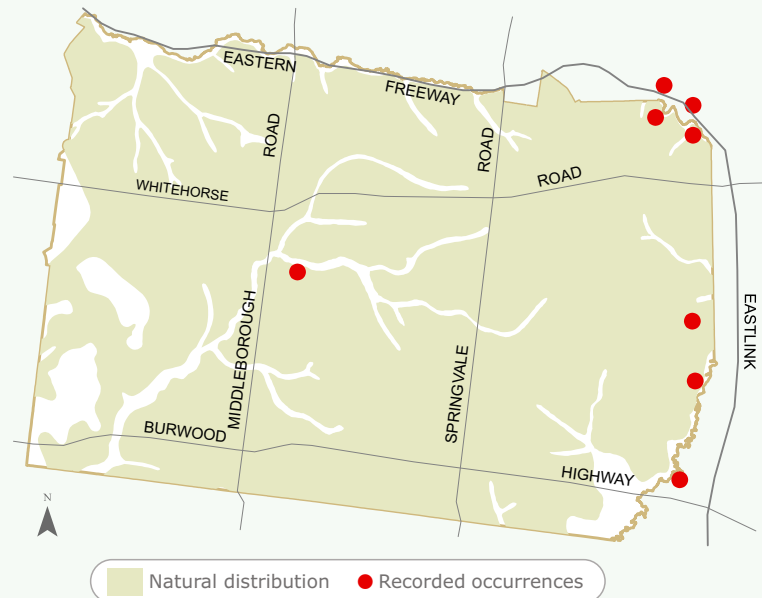 EASTERN
FREEWAY
ROAD
ROAD
WHITEHORSE
ROAD
MIDDLEBOROUGH
EASTLINK
SPRINGVALE
BURWOOD
HIGHWAY
N
Natural distribution
Recorded occurrences